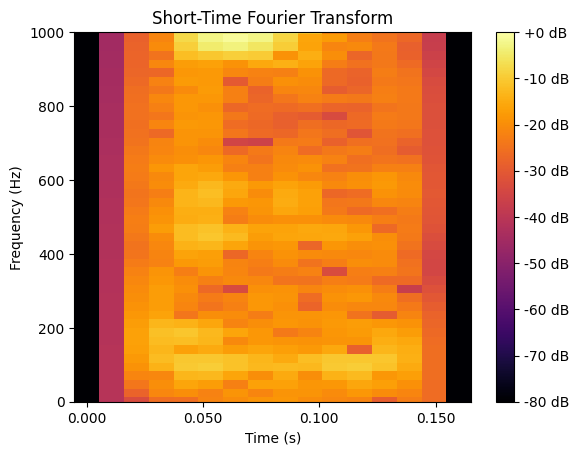 Short-Time Fourier Transform
Frequency (Hz)
1000
800
600
400
200
0
0.000
0.050
0.100
0.150
Time (s)
+0 dB
-10 dB
-20 dB
-30 dB
-40 dB
-50 dB
-60 dB
-70 dB
-80 dB